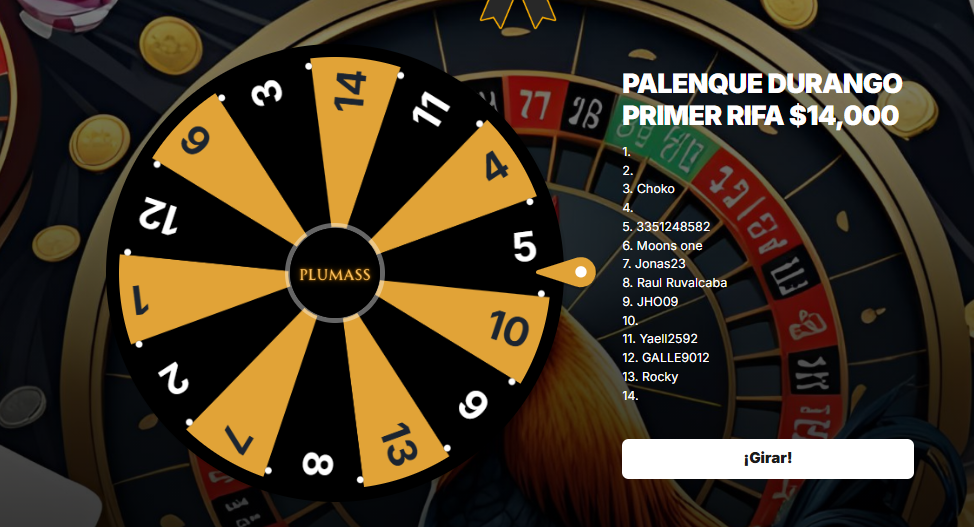 PALENQUE DURANGO
PRIMER RIFA $14,000
1.
2.
3. Choko
4.
5. 3351248582
6. Moons one
7. Jonas23
8. Raul Ruvalcaba
9. JHO09
10.
11. Yaell2592
12. GALLE9012
13. Rocky
14.
¡Girar!
PLUMASS
14
11
4
5
10
6
13
8
7
2
1
12
9
3
77